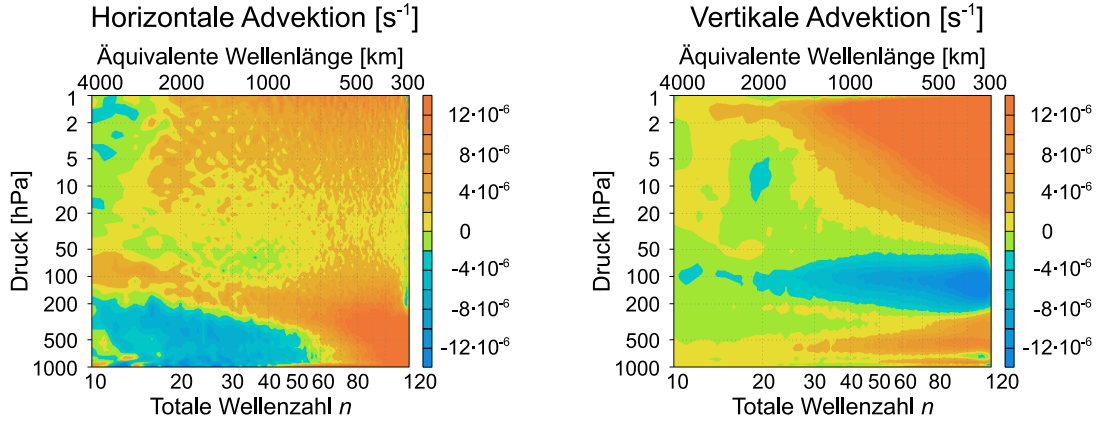 Horizontale Advektion [s⁻¹]
Äquivalente Wellenlänge [km]
4000 2000 1000 500 300
Druck [hPa]
1
2
5
10
20
50
100
200
500
1000
10 20 30 40 50 60 80 120
Totale Wellenzahl n
12·10⁻⁶
8·10⁻⁶
4·10⁻⁶
0
-4·10⁻⁶
-8·10⁻⁶
-12·10⁻⁶
Vertikale Advektion [s⁻¹]
Äquivalente Wellenlänge [km]
4000 2000 1000 500 300
Druck [hPa]
1
2
5
10
20
50
100
200
500
1000
10 20 30 40 50 60 80 120
Totale Wellenzahl n
12·10⁻⁶
8·10⁻⁶
4·10⁻⁶
0
-4·10⁻⁶
-8·10⁻⁶
-12·10⁻⁶